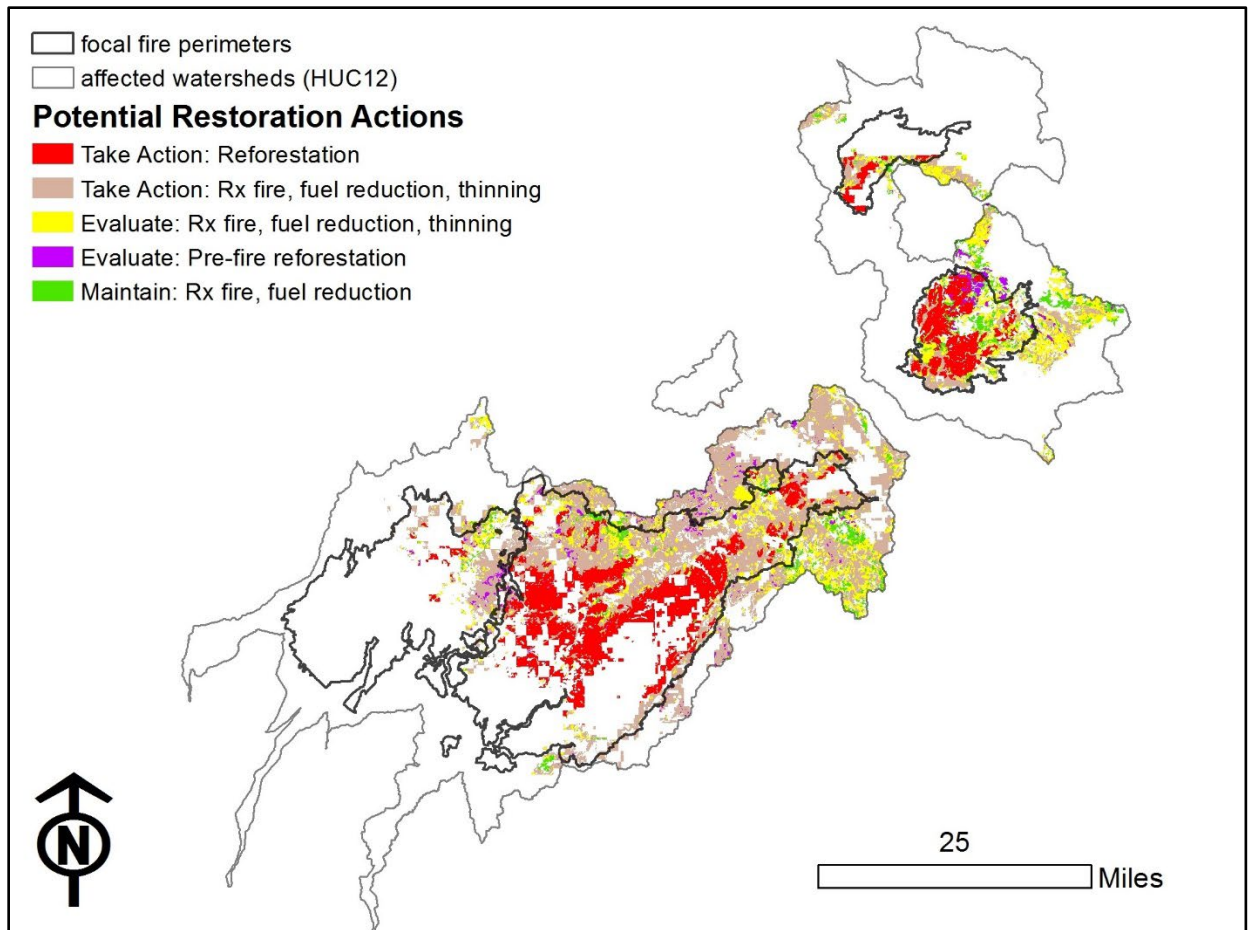 focal fire perimeters
affected watersheds (HUC12)
Potential Restoration Actions
Take Action: Reforestation
Take Action: Rx fire, fuel reduction, thinning
Evaluate: Rx fire, fuel reduction, thinning
Evaluate: Pre-fire reforestation
Maintain: Rx fire, fuel reduction
N
25
Miles